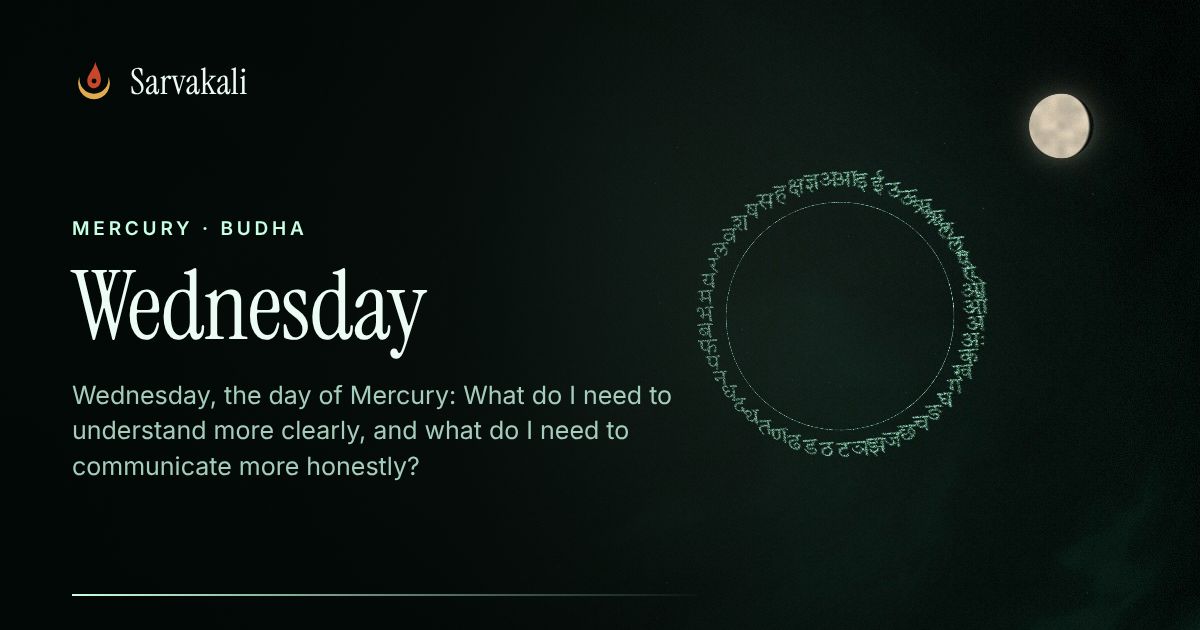 Sarvakali
MERCURY · BUDHA
Wednesday
Wednesday, the day of Mercury: What do I need to
understand more clearly, and what do I need to
communicate more honestly?